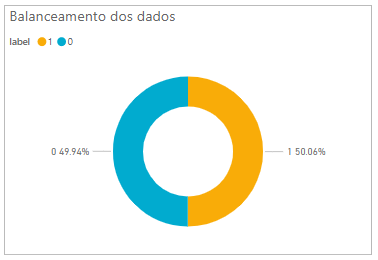 Balanceamento dos dados
label 1 0
0 49.94%
1 50.06%